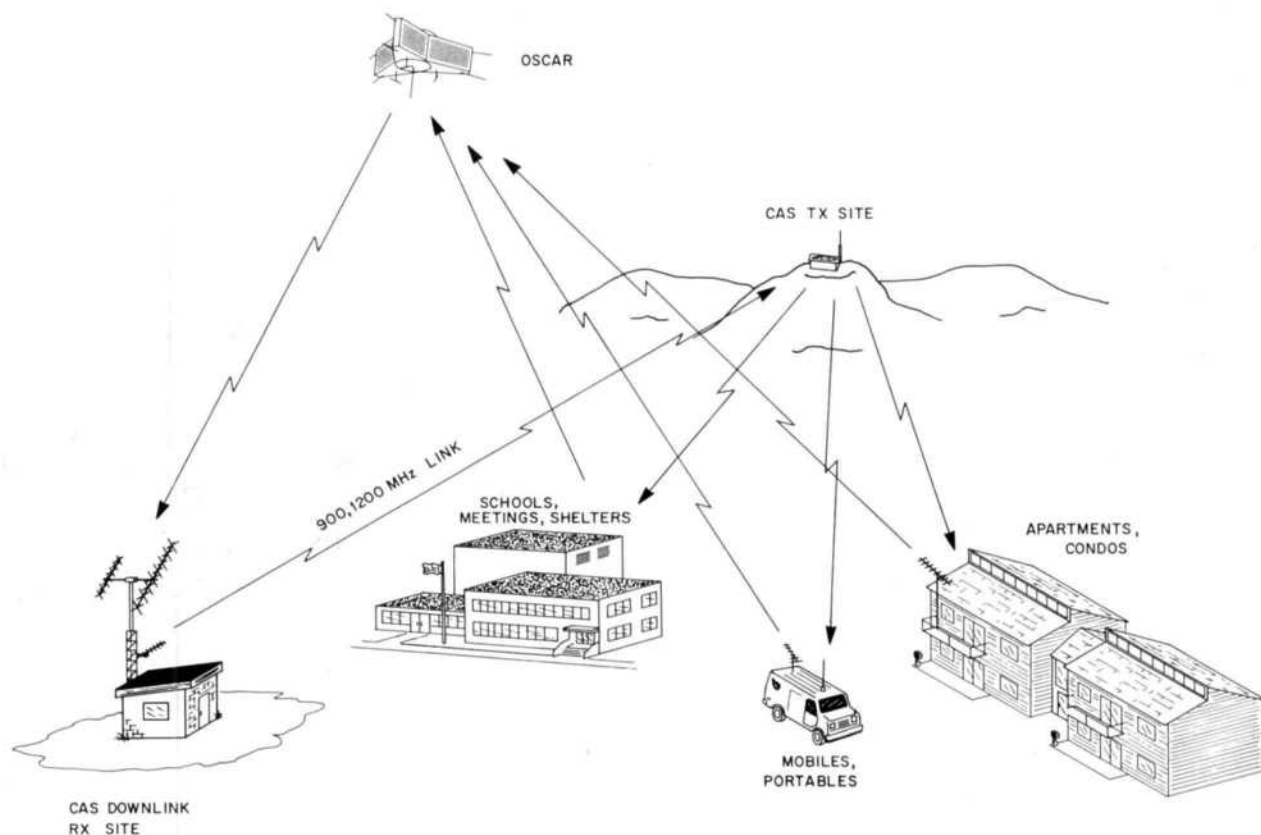 OSCAR
CAS TX SITE
900,1200 MHz LINK
SCHOOLS,
MEETINGS, SHELTERS
APARTMENTS,
CONDOS
MOBILES,
PORTABLES
CAS DOWNLINK
RX SITE